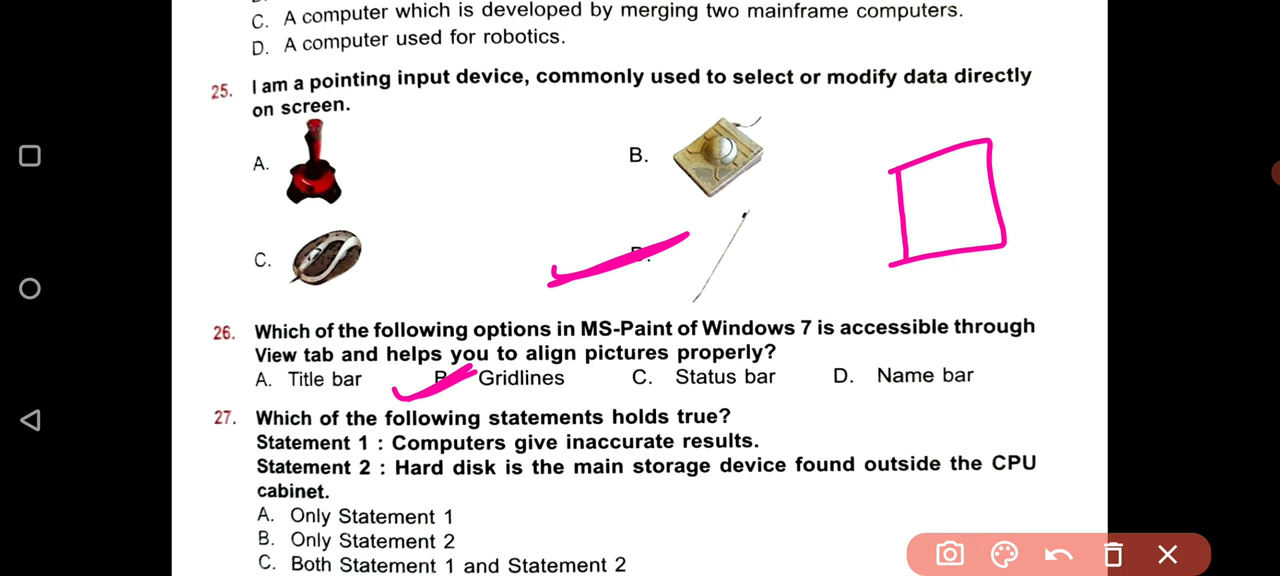 C. A computer which is developed by merging two mainframe computers.
D. A computer used for robotics.
25. I am a pointing input device, commonly used to select or modify data directly
on screen.
A.
B.
C.
26. Which of the following options in MS-Paint of Windows 7 is accessible through
View tab and helps you to align pictures properly?
A. Title bar B. Gridlines C. Status bar D. Name bar
27. Which of the following statements holds true?
Statement 1 : Computers give inaccurate results.
Statement 2 : Hard disk is the main storage device found outside the CPU
cabinet.
A. Only Statement 1
B. Only Statement 2
C. Both Statement 1 and Statement 2